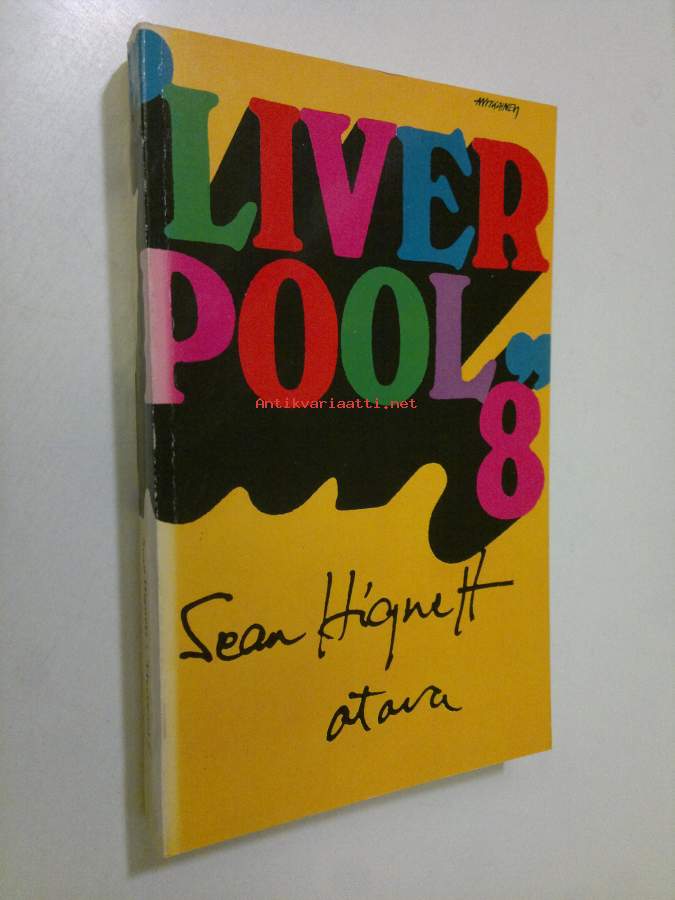 LIVER
POOL
8
Antikvariaatti.net
Sean Hignett
otava